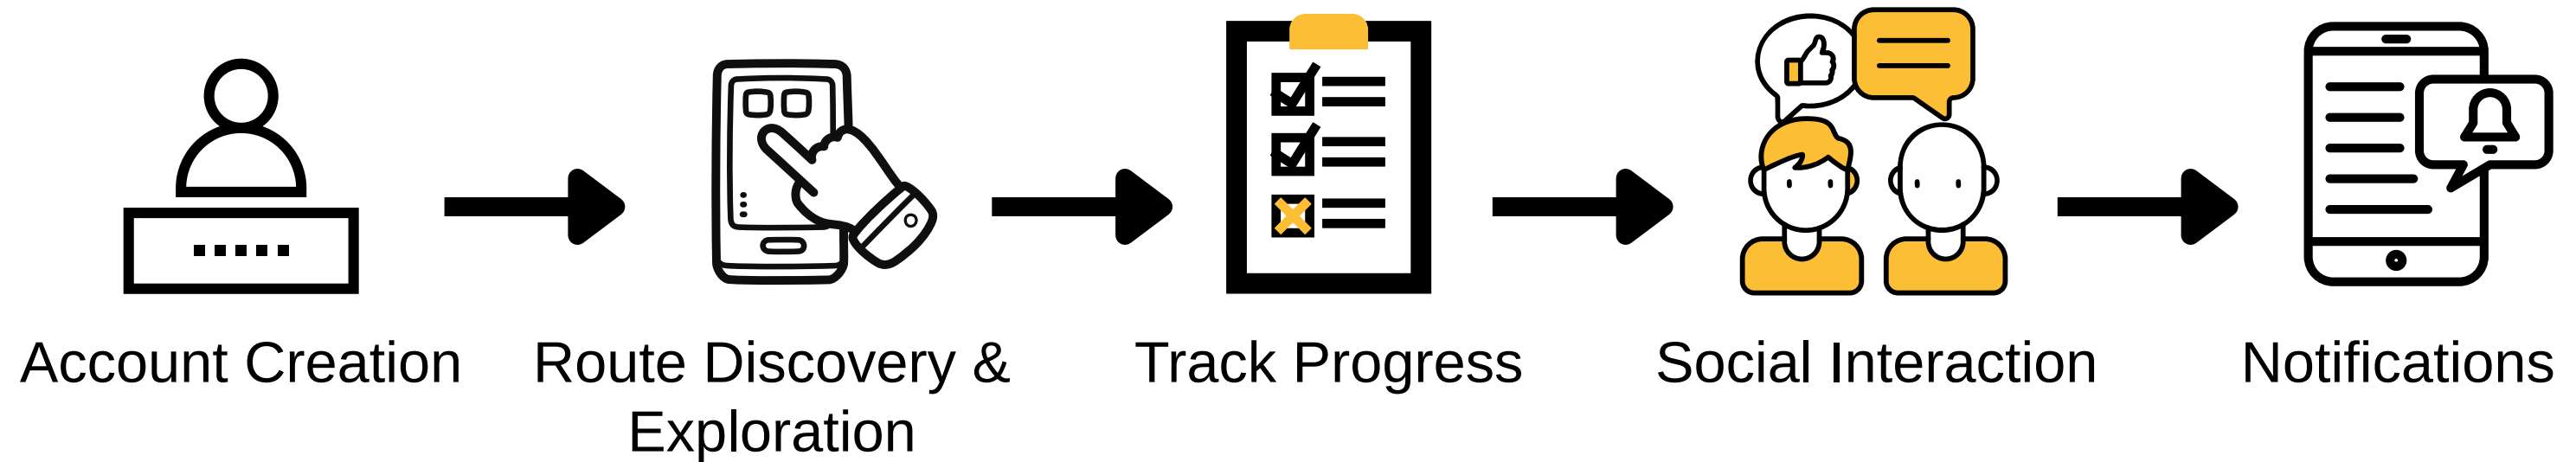 Account Creation
Route Discovery &
Exploration
Track Progress
Social Interaction
Notifications